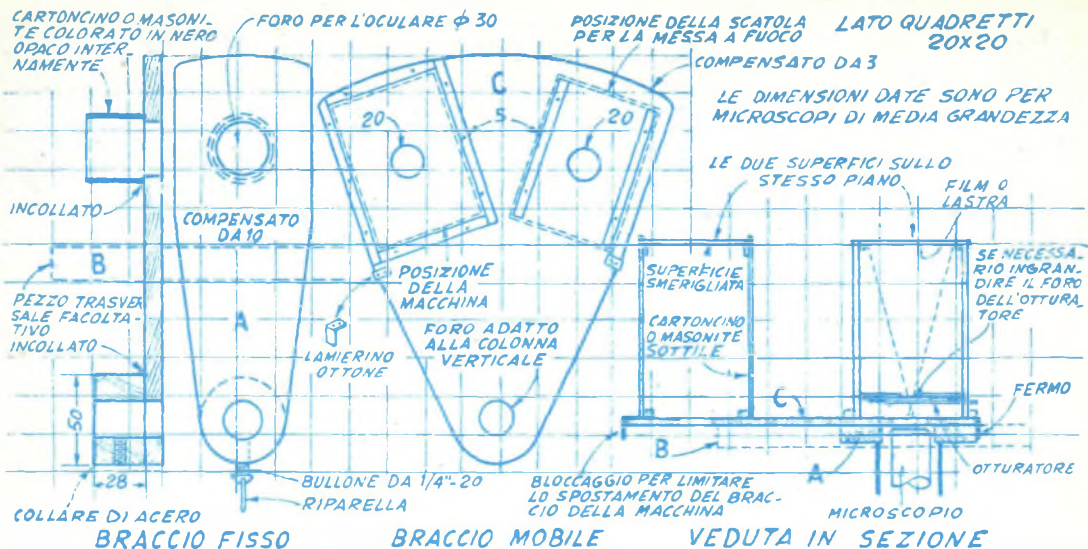 CARTONCINO O MASONI-
TE COLORATO IN NERO
OPACO INTER-
NAMENTE
FORO PER L'OCULARE ϕ 30
POSIZIONE DELLA SCATOLA
PER LA MESSA A FUOCO
LATO QUADRETTI
20X20
COMPENSATO DA 3
C
20
5
20
LE DIMENSIONI DATE SONO PER
MICROSCOPI DI MEDIA GRANDEZZA
LE DUE SUPERFICI SULLO
STESSO PIANO
FILM O
LASTRA
INCOLLATO
COMPENSATO
DA 10
B
PEZZO TRASVER
SALE FACOLTA-
TIVO
INCOLLATO
A
POSIZIONE
DELLA
MACCHINA
LAMIERINO
OTTONE
FORO ADATTO
ALLA COLONNA
VERTICALE
SUPERFICIE
SMERIGLIATA
CARTONCINO
O MASONITE
SOTTILE
SE NECESSA-
RIO INGRAN-
DIRE IL FORO
DELL'OTTURA-
TORE
FERMO
C
B
A
50
28
COLLARE DI ACERO
BULLONE DA 1/4"-20
RIPARELLA
BLOCCAGGIO PER LIMITARE
LO SPOSTAMENTO DEL BRAC-
CIO DELLA MACCHINA
OTTURATORE
MICROSCOPIO
BRACCIO FISSO
BRACCIO MOBILE
VEDUTA IN SEZIONE